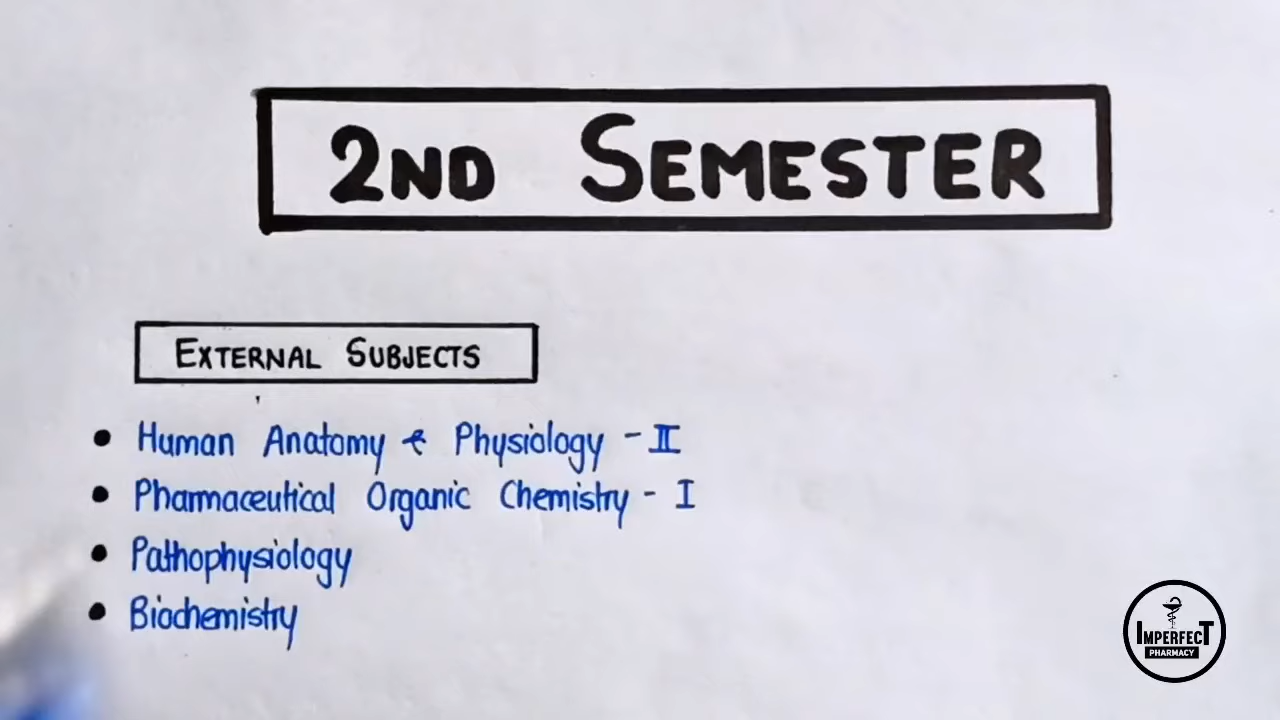 2ND SEMESTER
EXTERNAL SUBJECTS
• Human Anatomy & Physiology - II
• Pharmaceutical Organic Chemistry - I
• Pathophysiology
• Biochemistry
IMPERFECT
PHARMACY